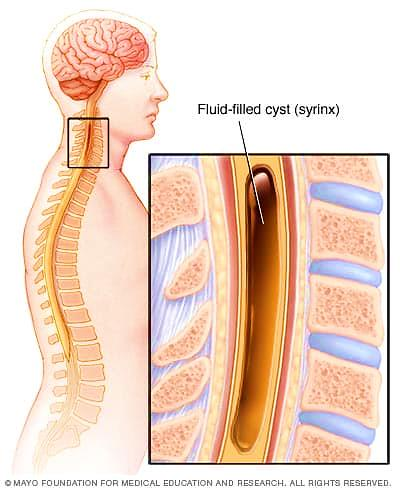 Fluid-filled cyst (syrinx)
© MAYO FOUNDATION FOR MEDICAL EDUCATION AND RESEARCH. ALL RIGHTS RESERVED.